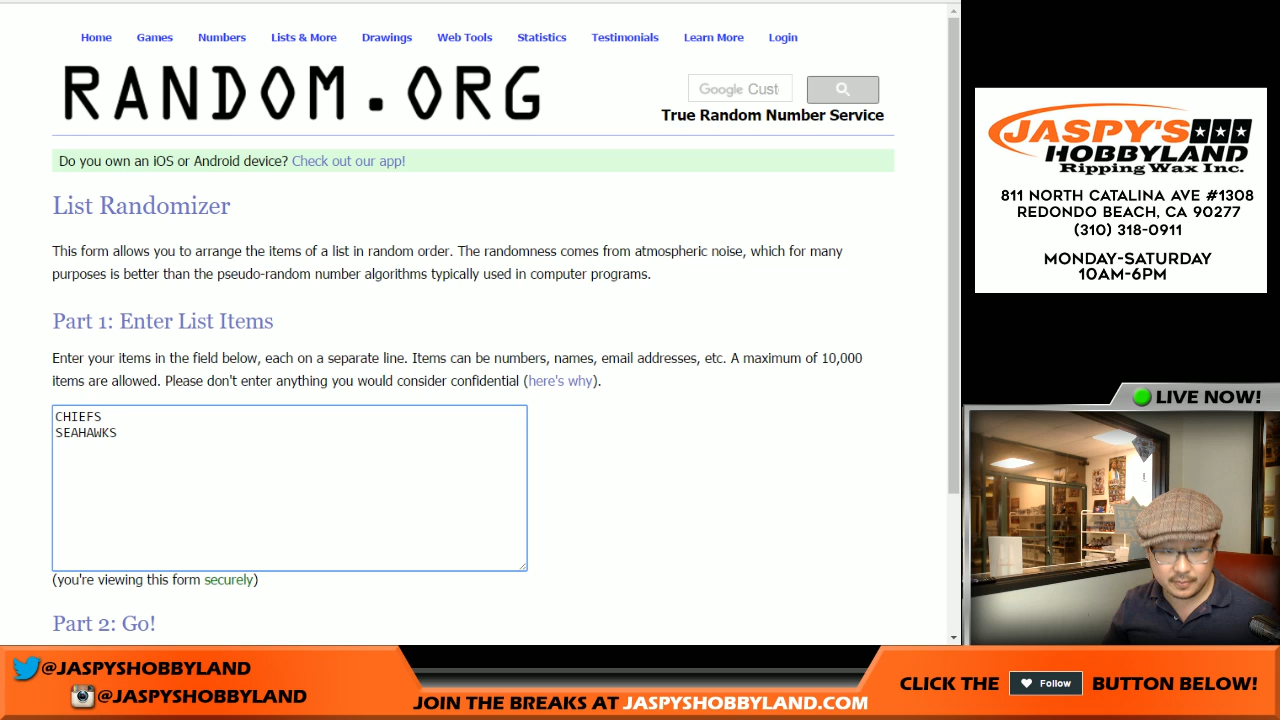 Home Games Numbers Lists & More Drawings Web Tools Statistics Testimonials Learn More Login
RANDOM.ORG
Google Cust
True Random Number Service
Do you own an iOS or Android device? Check out our app!
List Randomizer
This form allows you to arrange the items of a list in random order. The randomness comes from atmospheric noise, which for many
purposes is better than the pseudo-random number algorithms typically used in computer programs.
Part 1: Enter List Items
Enter your items in the field below, each on a separate line. Items can be numbers, names, email addresses, etc. A maximum of 10,000
items are allowed. Please don't enter anything you would consider confidential (here's why).
CHIEFS
SEAHAWKS
(you're viewing this form securely)
Part 2: Go!
JASPY'S
HOBBYLAND
Ripping Wax Inc.
811 NORTH CATALINA AVE #1308
REDONDO BEACH, CA 90277
(310) 318-0911
MONDAY-SATURDAY
10AM-6PM
LIVE NOW!
@JASPYSHOBBYLAND
@JASPYSHOBBYLAND
JOIN THE BREAKS AT JASPYSHOBBYLAND.COM
CLICK THE Follow BUTTON BELOW!